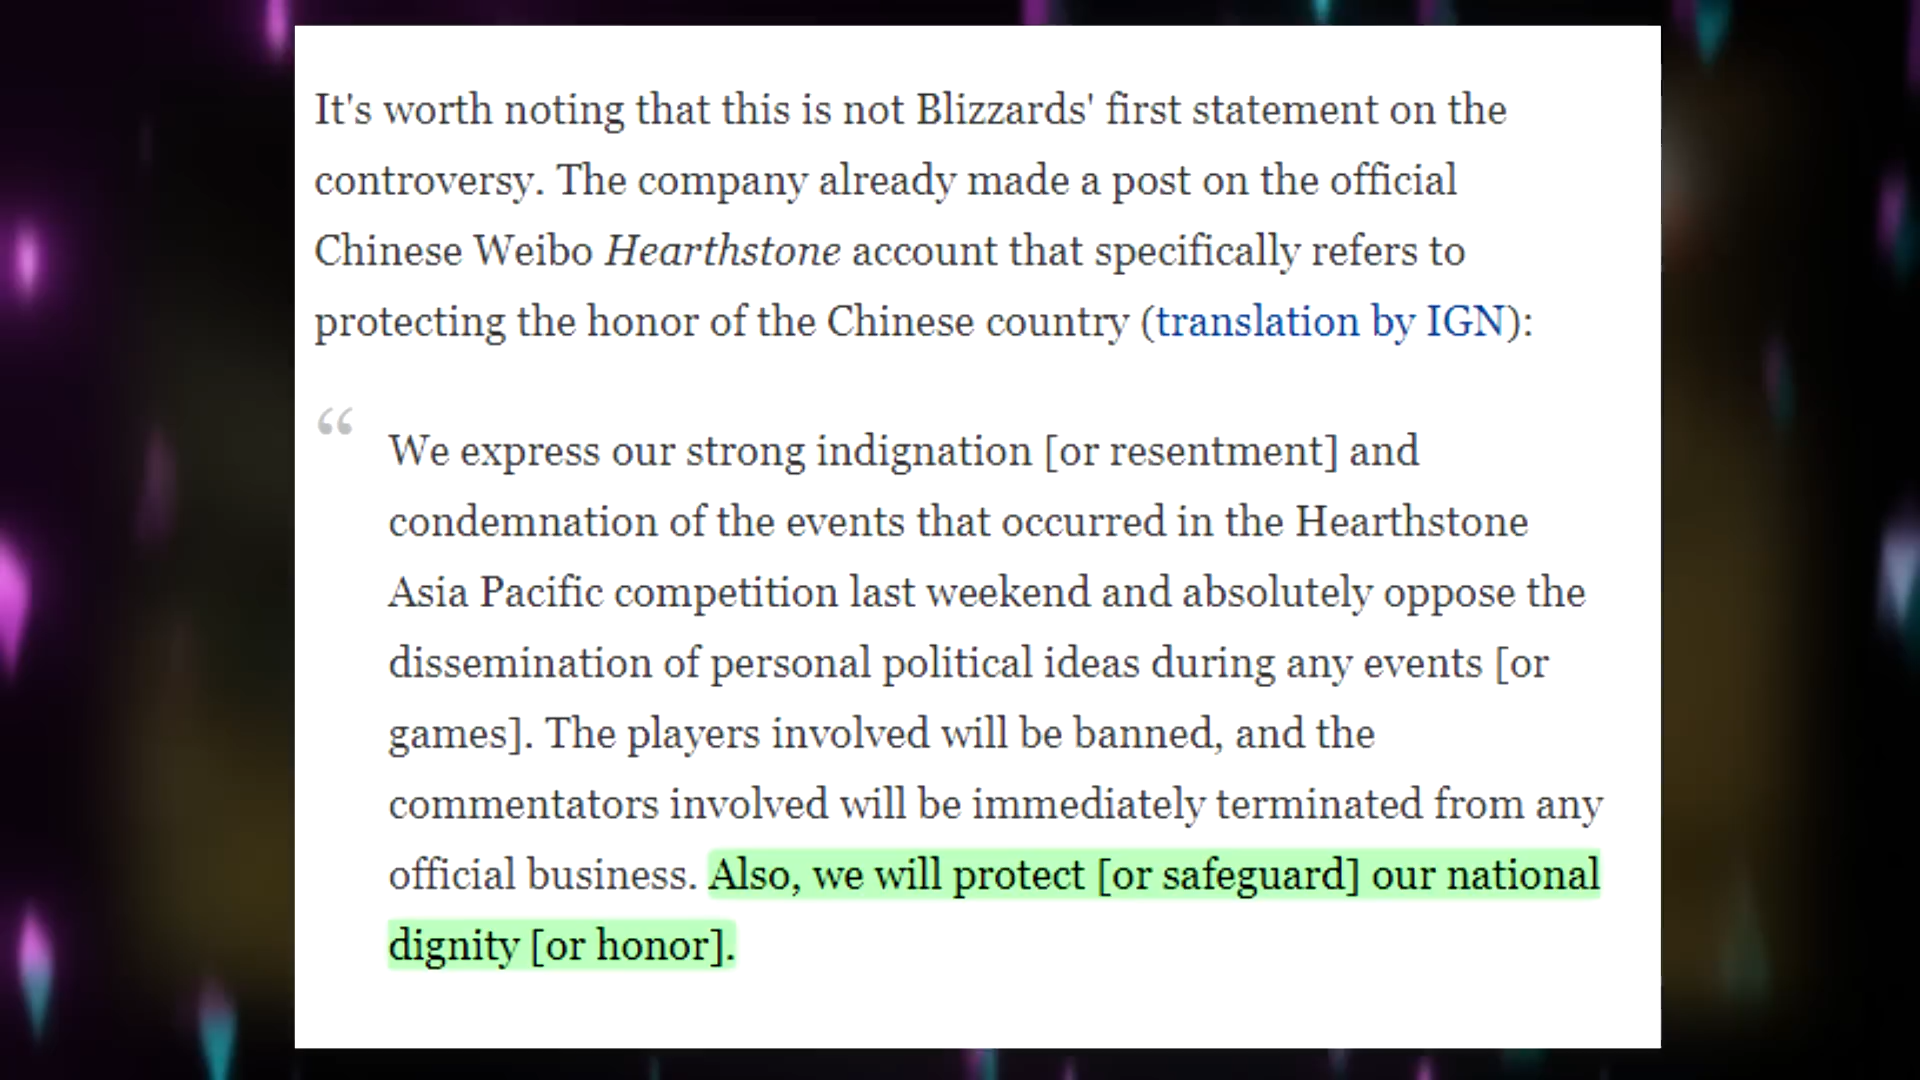 It's worth noting that this is not Blizzards' first statement on the
controversy. The company already made a post on the official
Chinese Weibo Hearthstone account that specifically refers to
protecting the honor of the Chinese country (translation by IGN):
“
We express our strong indignation [or resentment] and
condemnation of the events that occurred in the Hearthstone
Asia Pacific competition last weekend and absolutely oppose the
dissemination of personal political ideas during any events [or
games]. The players involved will be banned, and the
commentators involved will be immediately terminated from any
official business. Also, we will protect [or safeguard] our national
dignity [or honor].